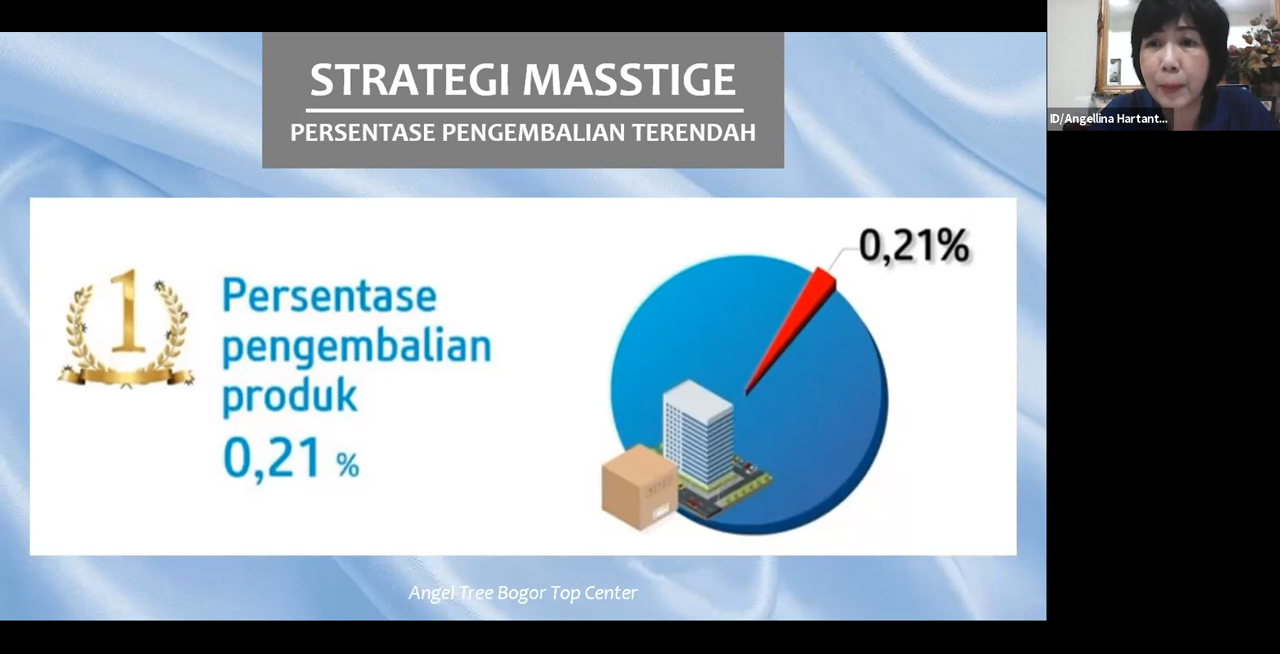 STRATEGI MASSTIGE
PERSENTASE PENGEMBALIAN TERENDAH
1
Persentase
pengembalian
produk
0,21 %
0,21%
Angel Tree Bogor Top Center
ID/Angellina Hartant...